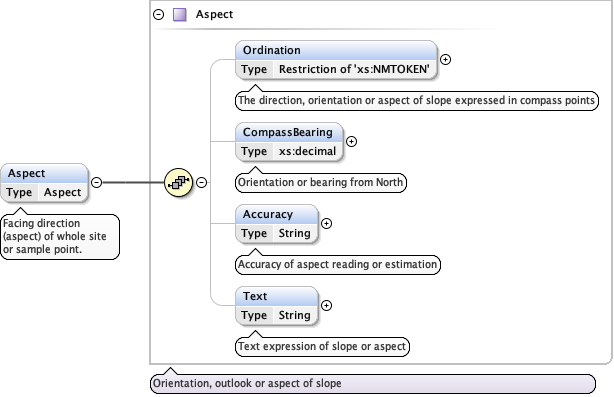 Aspect
Ordination
Type Restriction of 'xs:NMTOKEN'
The direction, orientation or aspect of slope expressed in compass points
CompassBearing
Type xs:decimal
Orientation or bearing from North
Aspect
Type Aspect
Facing direction
(aspect) of whole site
or sample point.
Accuracy
Type String
Accuracy of aspect reading or estimation
Text
Type String
Text expression of slope or aspect
Orientation, outlook or aspect of slope